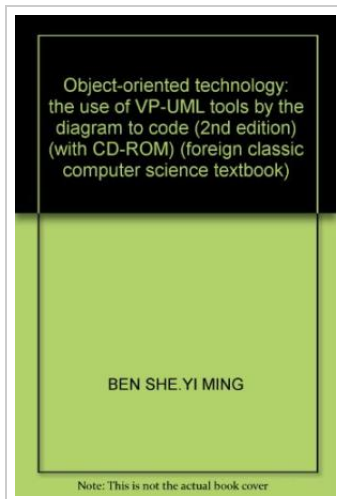 Object-oriented technology:
the use of VP-UML tools by the
diagram to code (2nd edition)
(with CD-ROM) (foreign classic
computer science textbook)
BEN SHE.YI MING
Note: This is not the actual book cover